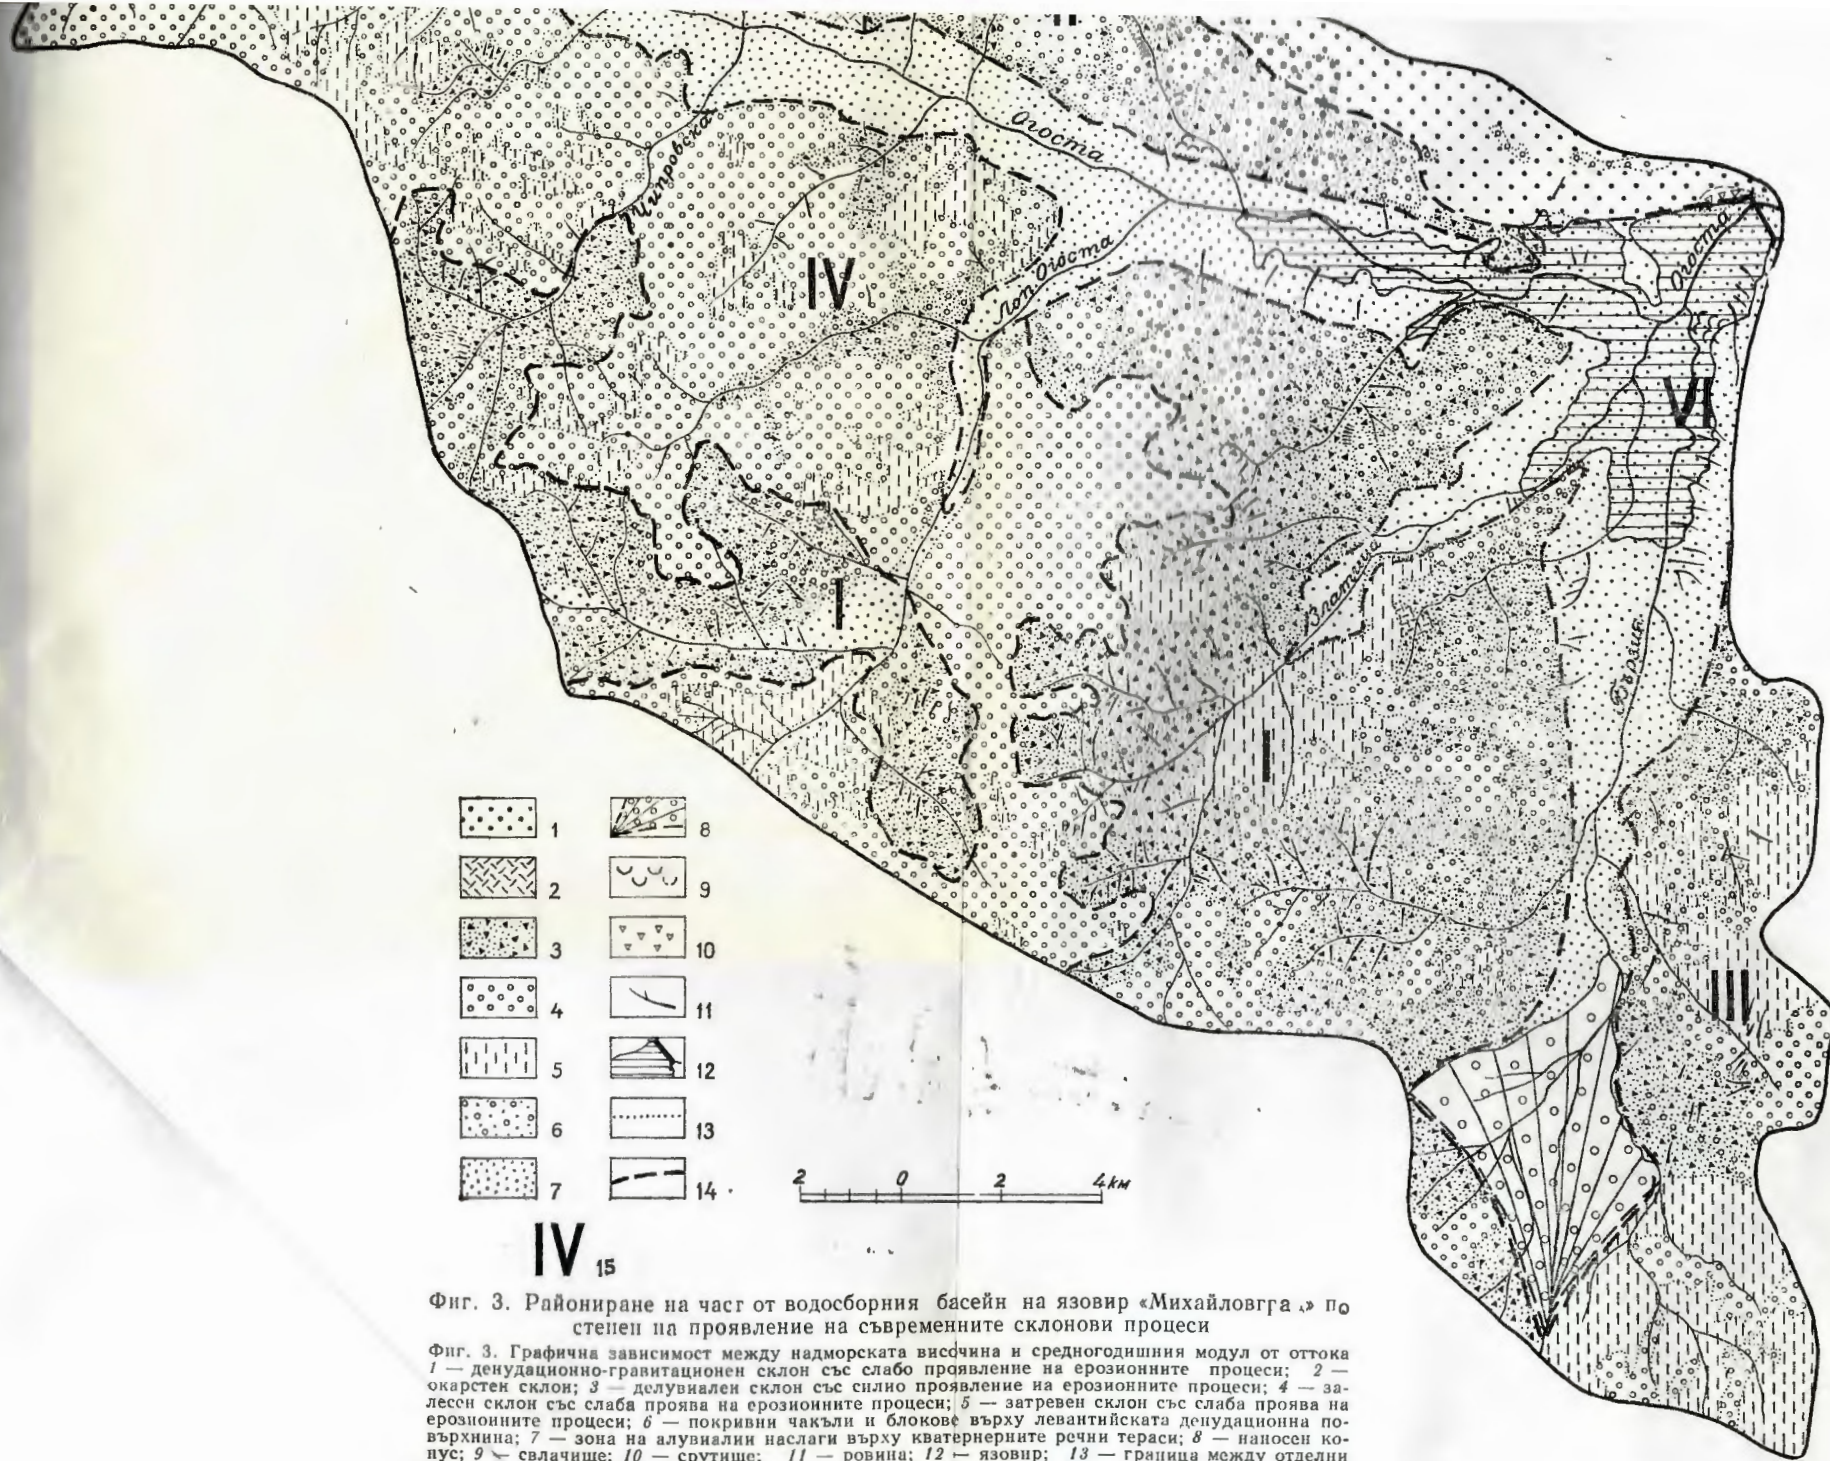 II
Огоста
Чипровска
IV
Лоп. Огоста
Огоста
VI
Златица
I
Бързия
I
III
1
8
2
9
3
10
4
11
5
12
6
13
7
14
2 0 2 4 км
IV 15
Фиг. 3. Райониране на част от водосборния басейн на язовир «Михайловгра » по
степен на проявление на съвременните склонови процеси
Фиг. 3. Графична зависимост между надморската височина и средногодишния модул от оттока
1 — денудационно-гравитационен склон със слабо проявление на ерозионните процеси; 2 —
окарстен склон; 3 — делувиален склон със силно проявление на ерозионните процеси; 4 — за-
лесен склон със слаба проява на ерозионните процеси; 5 — затревен склон със слаба проява на
ерозионните процеси; 6 — покривни чакъли и блокове върху левантийската денудационна по-
върхнина; 7 — зона на алувиални наслаги върху кватернерните речни тераси; 8 — наносен ко-
нус; 9 — свлачище; 10 — срутище; 11 — ровина; 12 — язовир; 13 — граница между отделни